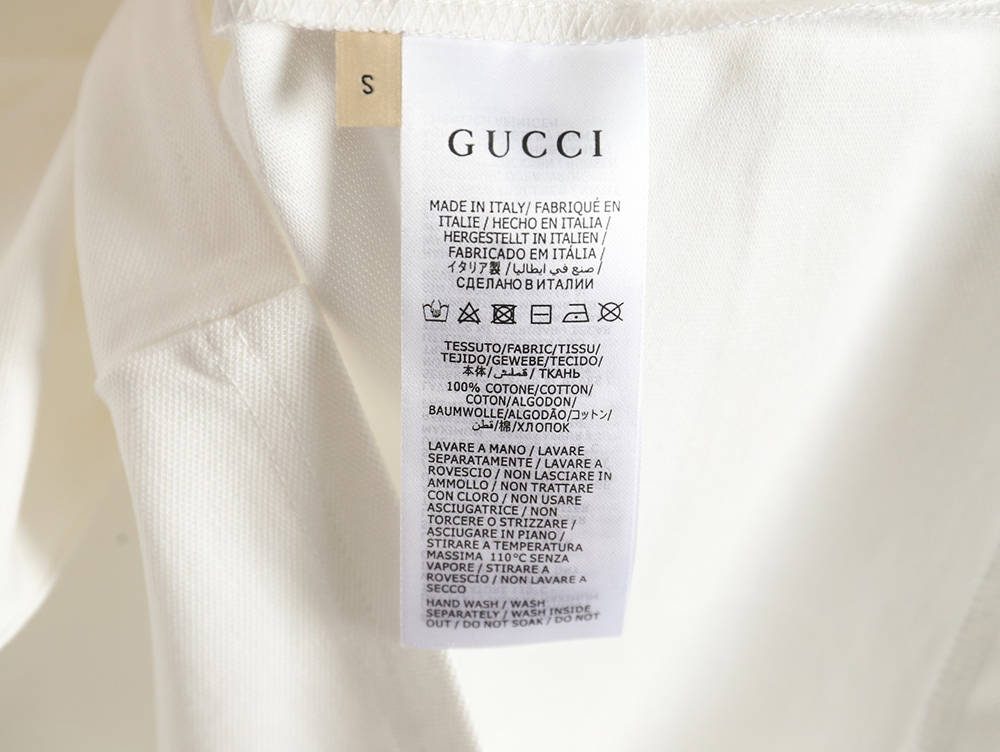 S
GUCCI
MADE IN ITALY/ FABRIQUÉ EN
ITALIE / HECHO EN ITALIA /
HERGESTELLT IN ITALIEN /
FABRICADO EM ITÁLIA /
イタリア製 / صنع في ايطاليا /
СДЕЛАНО В ИТАЛИИ
TESSUTO/FABRIC/TISSU/
TEJIDO/GEWEBE/TECIDO/
本体/ قملش/ ТКАНЬ
100% COTONE/COTTON/
COTON/ALGODON/
BAUMWOLLE/ALGODÃO/コットン/
قطن/棉/ХЛОПОК
LAVARE A MANO / LAVARE
SEPARATAMENTE / LAVARE A
ROVESCIO / NON LASCIARE IN
AMMOLLO / NON TRATTARE
CON CLORO / NON USARE
ASCIUGATRICE / NON
TORCERE O STRIZZARE /
ASCIUGARE IN PIANO /
STIRARE A TEMPERATURA
MASSIMA 110°C SENZA
VAPORE / STIRARE A
ROVESCIO / NON LAVARE A
SECCO
HAND WASH / WASH
SEPARATELY / WASH INSIDE
OUT / DO NOT SOAK / DO NOT